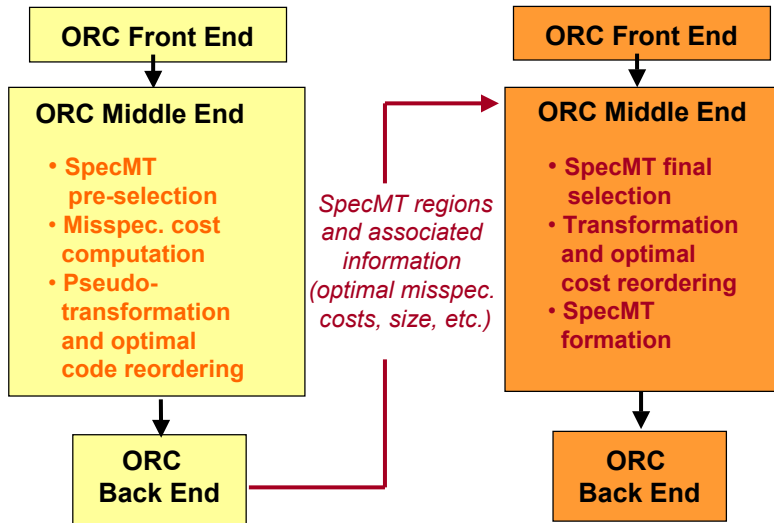 ORC Front End
ORC Middle End
• SpecMT
pre-selection
• Misspec. cost
computation
• Pseudo-
transformation
and optimal
code reordering
ORC
Back End
SpecMT regions
and associated
information
(optimal misspec.
costs, size, etc.)
ORC Front End
ORC Middle End
• SpecMT final
selection
• Transformation
and optimal
cost reordering
• SpecMT
formation
ORC
Back End